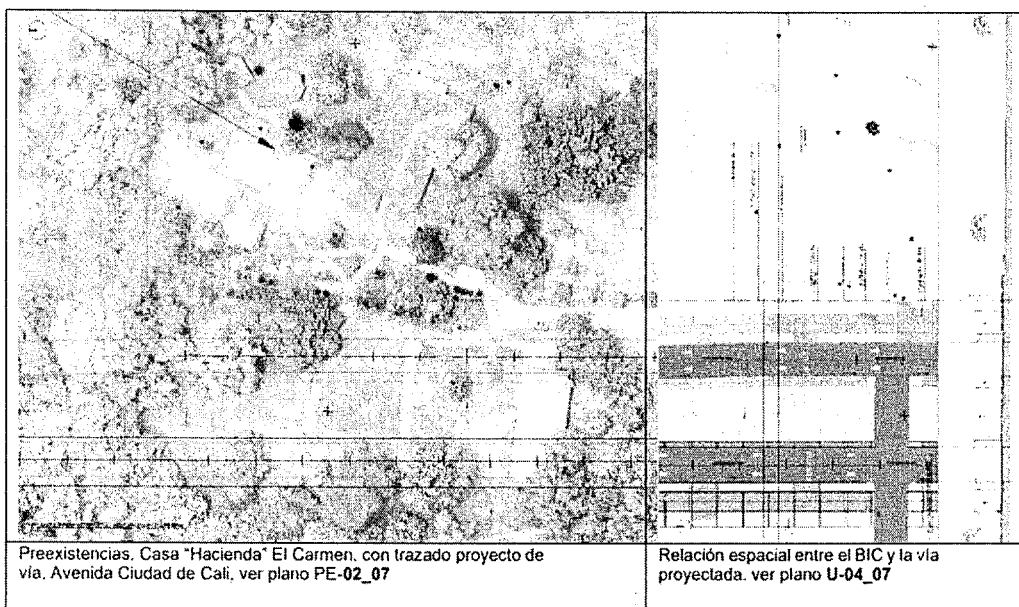 Preexistencias, Casa "Hacienda" El Carmen, con trazado proyecto de
vía, Avenida Ciudad de Cali, ver plano PE-02_07
Relación espacial entre el BIC y la vía
proyectada. ver plano U-04_07